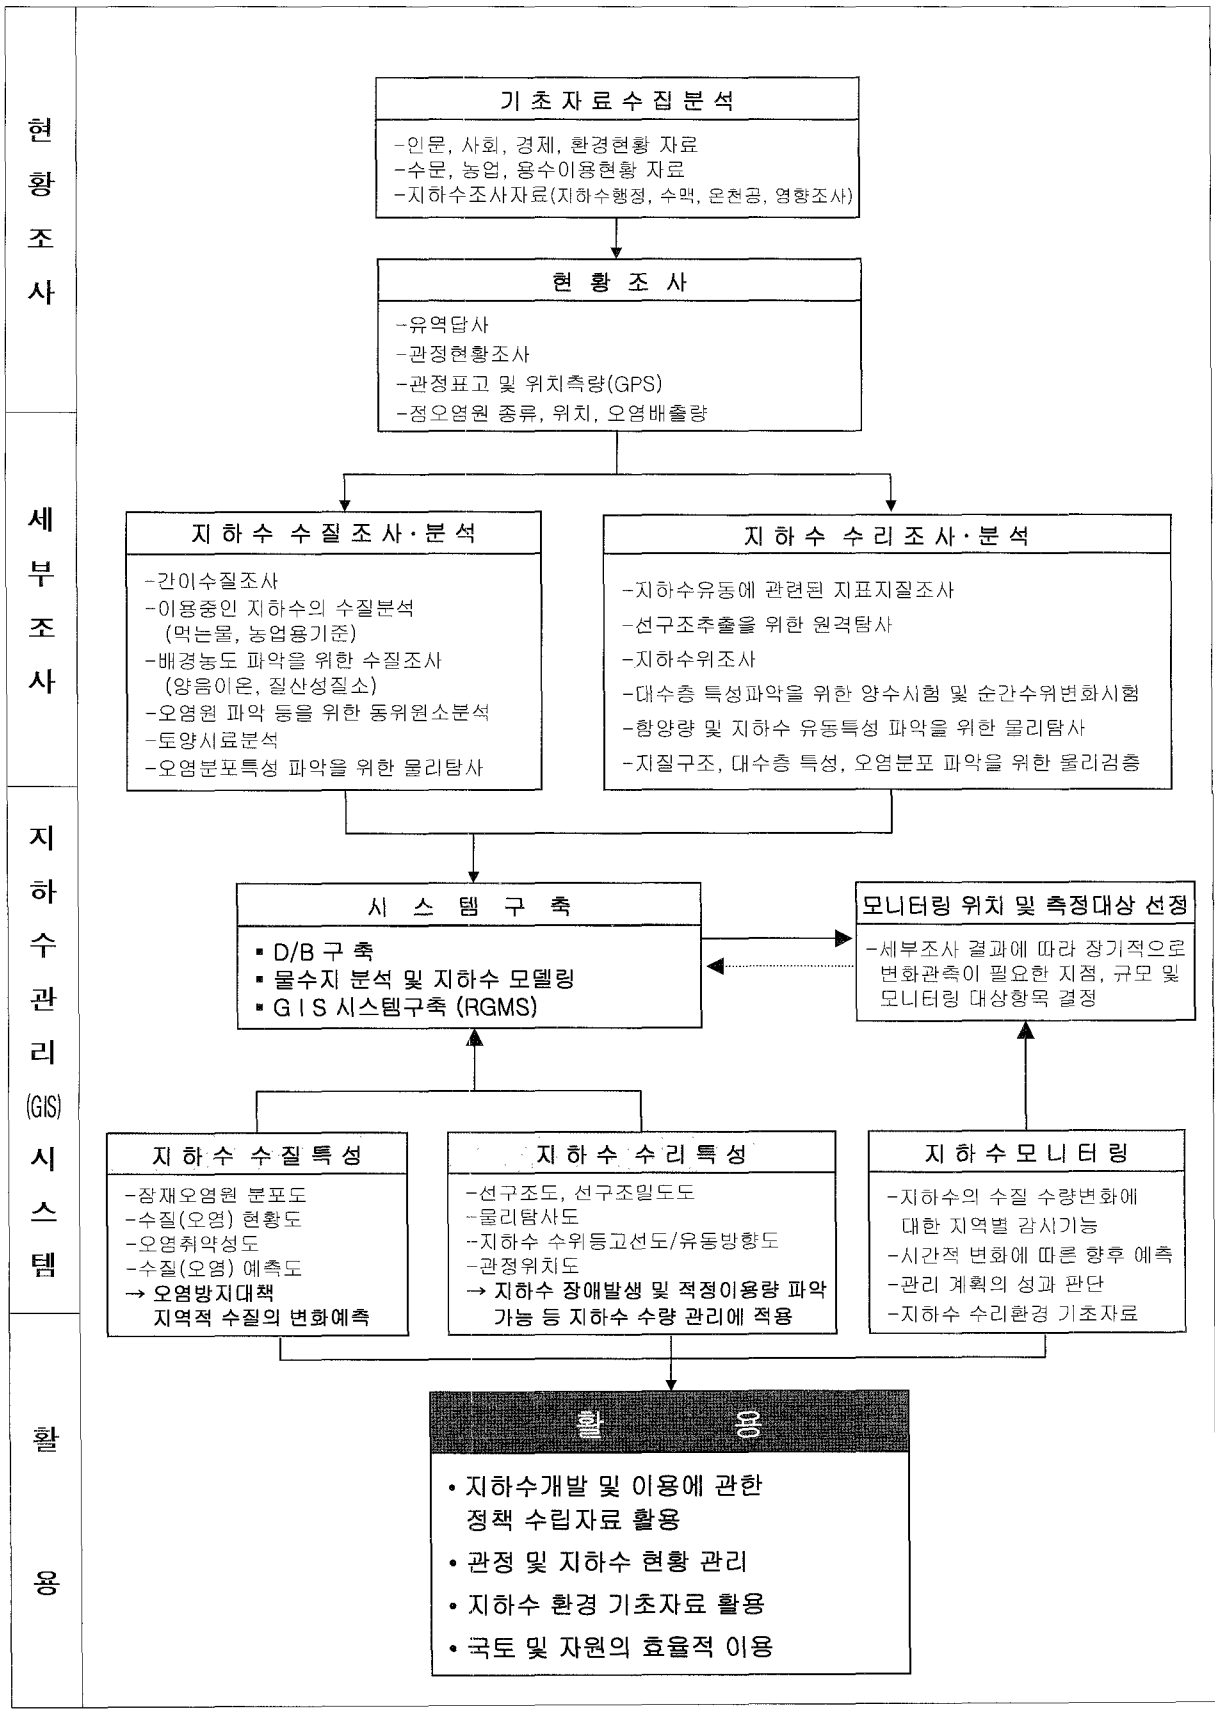 현황조사
기 초 자 료 수 집 분 석
-인문, 사회, 경제, 환경현황 자료
-수문, 농업, 용수이용현황 자료
-지하수조사자료(지하수행정, 수맥, 온천공, 영향조사)
현 황 조 사
-유역답사
-관정현황조사
-관정표고 및 위치측량(GPS)
-정오염원 종류, 위치, 오염배출량
세부조사
지 하 수 수 질 조 사 · 분 석
-간이수질조사
-이용중인 지하수의 수질분석
(먹는물, 농업용기준)
-배경농도 파악을 위한 수질조사
(양음이온, 질산성질소)
-오염원 파악 등을 위한 동위원소분석
-토양시료분석
-오염분포특성 파악을 위한 물리탐사
지 하 수 수 리 조 사 · 분 석
-지하수유동에 관련된 지표지질조사
-선구조추출을 위한 원격탐사
-지하수위조사
-대수층 특성파악을 위한 양수시험 및 순간수위변화시험
-함양량 및 지하수 유동특성 파악을 위한 물리탐사
-지질구조, 대수층 특성, 오염분포 파악을 위한 물리검층
지하수관리(GIS)시스템
시 스 템 구 축
▪ D/B 구 축
▪ 물수지 분석 및 지하수 모델링
▪ G I S 시스템구축 (RGMS)
모니터링 위치 및 측정대상 선정
-세부조사 결과에 따라 장기적으로
변화관측이 필요한 지점, 규모 및
모니터링 대상항목 결정
지 하 수 수 질 특 성
-잠재오염원 분포도
-수질(오염) 현황도
-오염취약성도
-수질(오염) 예측도
→ 오염방지대책
지역적 수질의 변화예측
지 하 수 수 리 특 성
-선구조도, 선구조밀도도
-물리탐사도
-지하수 수위등고선도/유동방향도
-관정위치도
→ 지하수 장애발생 및 적정이용량 파악
가능 등 지하수 수량 관리에 적용
지 하 수 모 니 터 링
-지하수의 수질 수량변화에
대한 지역별 감시기능
-시간적 변화에 따른 향후 예측
-관리 계획의 성과 판단
-지하수 수리환경 기초자료
활용
활 용
• 지하수개발 및 이용에 관한
정책 수립자료 활용
• 관정 및 지하수 현황 관리
• 지하수 환경 기초자료 활용
• 국토 및 자원의 효율적 이용